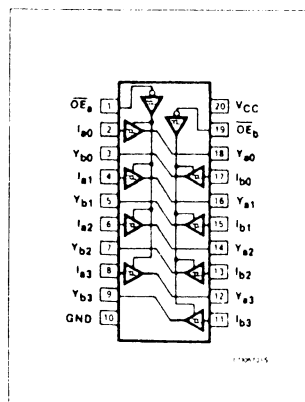 OEa 1 20 VCC
Ia0 2 19 OEb
Yb0 3 18 Ya0
Ia1 4 17 Ib0
Yb1 5 16 Ya1
Ia2 6 15 Ib1
Yb2 7 14 Ya2
Ia3 8 13 Ib2
Yb3 9 12 Ya3
GND 10 11 Ib3